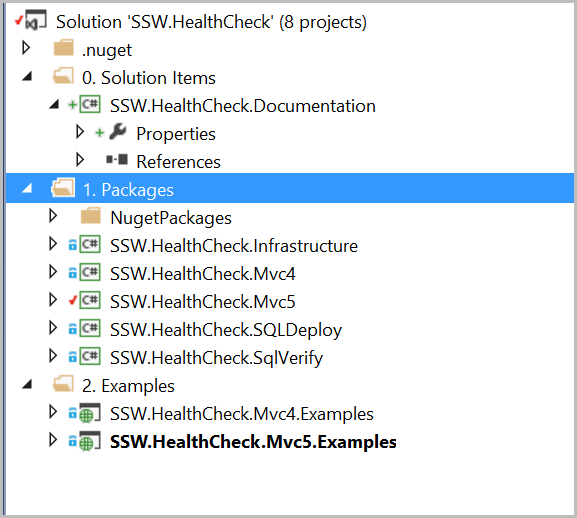 Solution 'SSW.HealthCheck' (8 projects)
.nuget
0. Solution Items
SSW.HealthCheck.Documentation
Properties
References
1. Packages
NugetPackages
SSW.HealthCheck.Infrastructure
SSW.HealthCheck.Mvc4
SSW.HealthCheck.Mvc5
SSW.HealthCheck.SQLDeploy
SSW.HealthCheck.SqlVerify
2. Examples
SSW.HealthCheck.Mvc4.Examples
SSW.HealthCheck.Mvc5.Examples